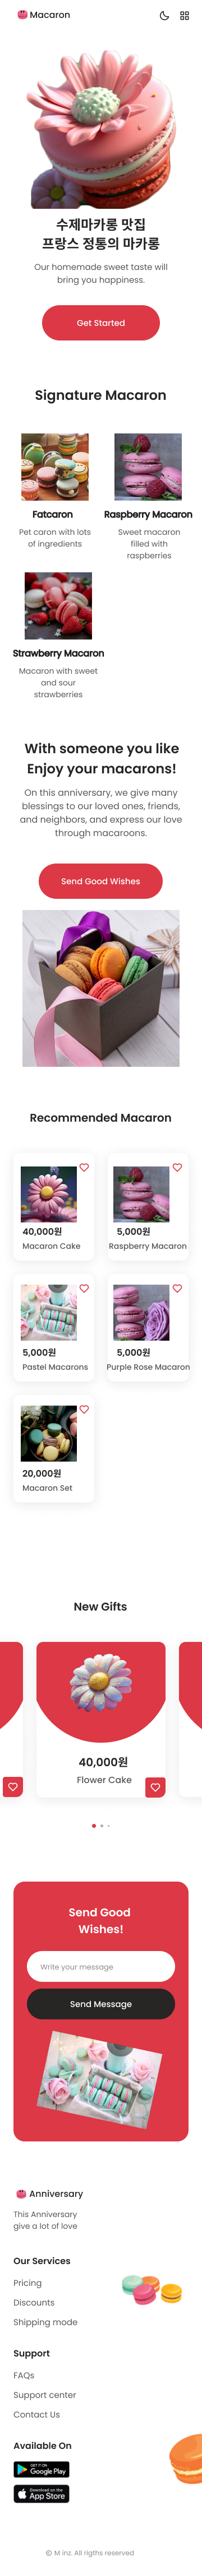 Macaron
수제마카롱 맛집
프랑스 정통의 마카롱
Our homemade sweet taste will
bring you happiness.
Get Started
Signature Macaron
Fatcaron
Pet caron with lots
of ingredients
Raspberry Macaron
Sweet macaron
filled with
raspberries
Strawberry Macaron
Macaron with sweet
and sour
strawberries
With someone you like
Enjoy your macarons!
On this anniversary, we give many
blessings to our loved ones, friends,
and neighbors, and express our love
through macaroons.
Send Good Wishes
Recommended Macaron
40,000원
Macaron Cake
5,000원
Raspberry Macaron
5,000원
Pastel Macarons
5,000원
Purple Rose Macaron
20,000원
Macaron Set
New Gifts
40,000원
Flower Cake
Send Good
Wishes!
Write your message
Send Message
Anniversary
This Anniversary
give a lot of love
Our Services
Pricing
Discounts
Shipping mode
Support
FAQs
Support center
Contact Us
Available On
GET IT ON
Google Play
Download on the
App Store
© M inz. All rigths reserved